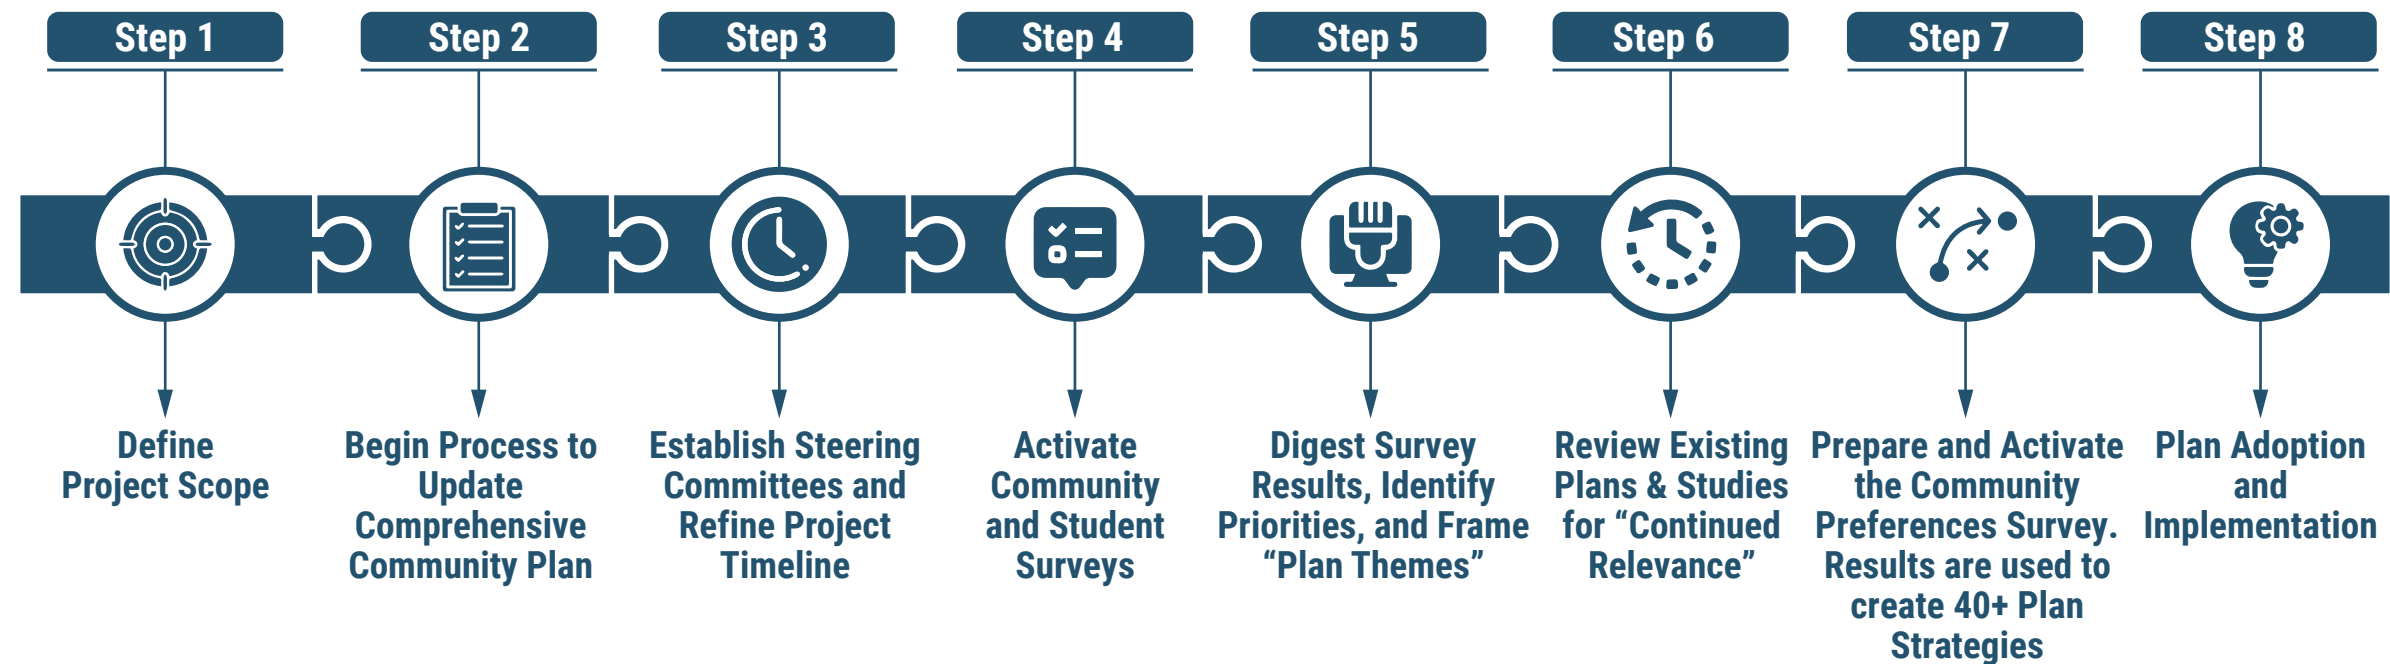 Step 1
Step 2
Step 3
Step 4
Step 5
Step 6
Step 7
Step 8
Define
Project Scope
Begin Process to
Update
Comprehensive
Community Plan
Establish Steering
Committees and
Refine Project
Timeline
Activate
Community
and Student
Surveys
Digest Survey
Results, Identify
Priorities, and Frame
“Plan Themes”
Review Existing
Plans & Studies
for “Continued
Relevance”
Prepare and Activate
the Community
Preferences Survey.
Results are used to
create 40+ Plan
Strategies
Plan Adoption
and
Implementation